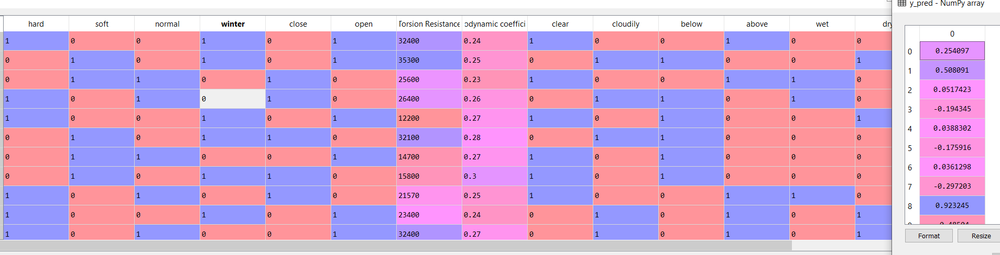 y_pred - NumPy array
hard soft normal winter close open Torsion Resistance odynamic coeffici clear cloudily below above wet dry
1 0 0 1 0 1 32400 0.24 1 0 0 1 0 0
0 1 0 1 0 1 35300 0.25 0 1 1 0 0 1
0 1 1 0 1 0 25600 0.23 1 0 0 1 1 0
1 0 1 0 1 0 26400 0.26 0 1 1 0 1 0
1 0 0 1 0 1 12200 0.27 1 0 1 0 0 1
0 1 0 1 1 0 32100 0.28 0 1 1 0 0 0
0 1 1 0 0 1 14700 0.27 1 0 1 0 0 0
0 1 0 1 1 0 15800 0.3 1 0 1 0 0 0
1 0 1 0 1 0 21570 0.25 1 0 0 1 1 0
1 0 0 1 0 1 23400 0.24 0 1 0 1 0 1
1 0 1 0 0 1 32400 0.27 0 1 0 1 0 1
0
0 0.254097
1 0.508091
2 0.0517423
3 -0.194345
4 0.0388302
5 -0.175916
6 0.0361298
7 -0.297203
8 0.923245
Format Resize